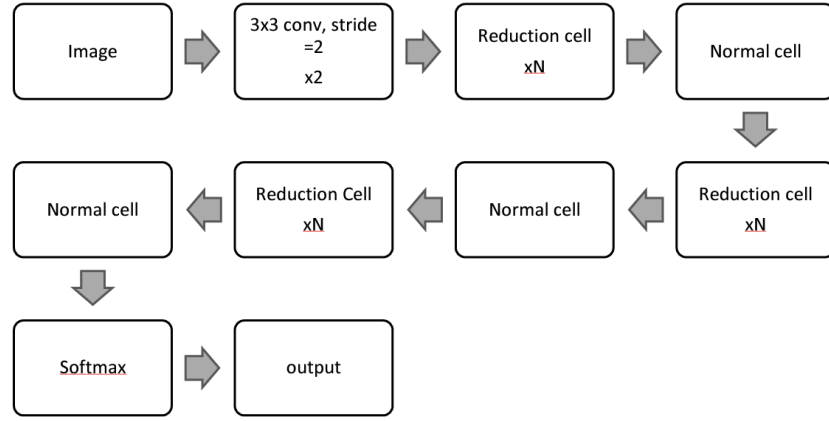 Image
3x3 conv, stride
=2
x2
Reduction cell
xN
Normal cell
Reduction cell
xN
Normal cell
Reduction Cell
xN
Normal cell
Softmax
output